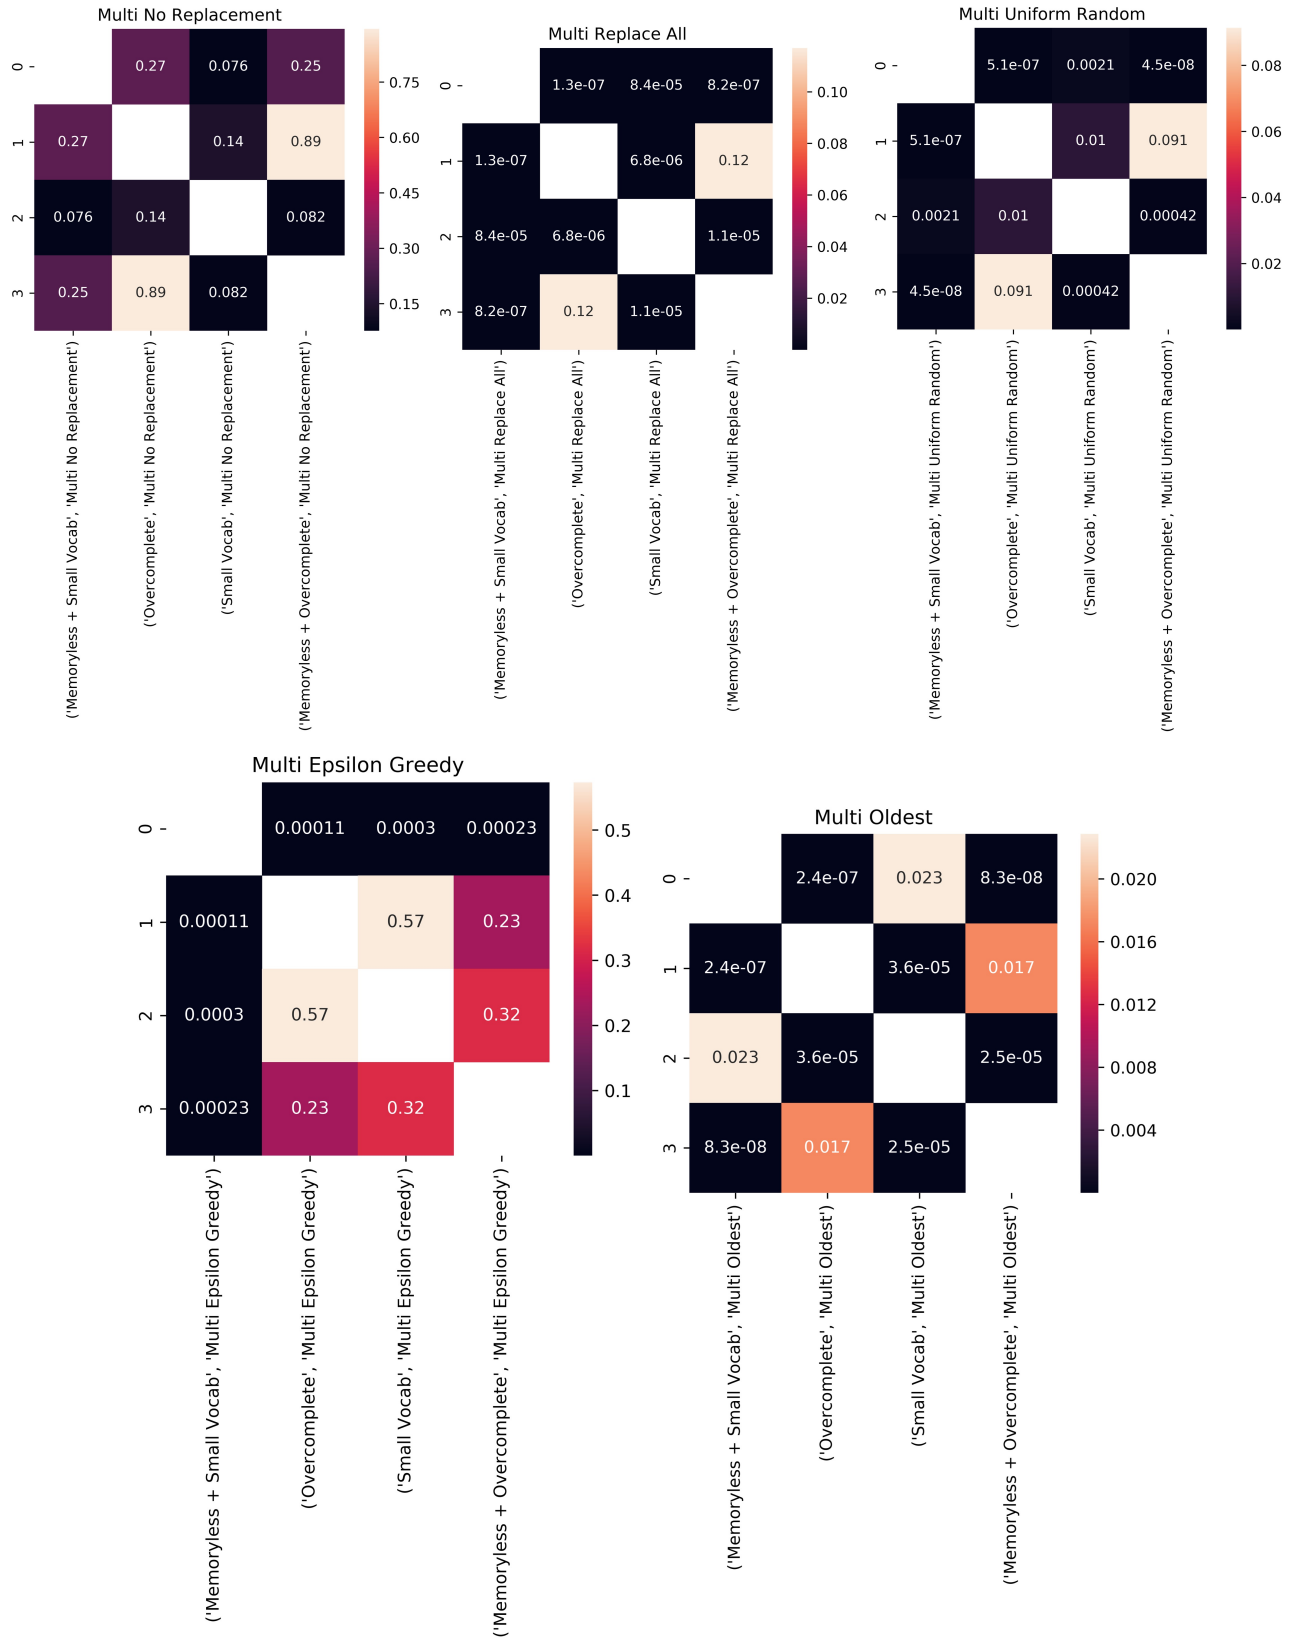 Multi No Replacement
0 0.27 0.076 0.25
1 0.27 0.14 0.89
2 0.076 0.14 0.082
3 0.25 0.89 0.082
0.75
0.60
0.45
0.30
0.15
('Memoryless + Small Vocab', 'Multi No Replacement')
('Overcomplete', 'Multi No Replacement')
('Small Vocab', 'Multi No Replacement')
('Memoryless + Overcomplete', 'Multi No Replacement')
Multi Replace All
0 1.3e-07 8.4e-05 8.2e-07
1 1.3e-07 6.8e-06 0.12
2 8.4e-05 6.8e-06 1.1e-05
3 8.2e-07 0.12 1.1e-05
0.10
0.08
0.06
0.04
0.02
('Memoryless + Small Vocab', 'Multi Replace All')
('Overcomplete', 'Multi Replace All')
('Small Vocab', 'Multi Replace All')
('Memoryless + Overcomplete', 'Multi Replace All')
Multi Uniform Random
0 5.1e-07 0.0021 4.5e-08
1 5.1e-07 0.01 0.091
2 0.0021 0.01 0.00042
3 4.5e-08 0.091 0.00042
0.08
0.06
0.04
0.02
('Memoryless + Small Vocab', 'Multi Uniform Random')
('Overcomplete', 'Multi Uniform Random')
('Small Vocab', 'Multi Uniform Random')
('Memoryless + Overcomplete', 'Multi Uniform Random')
Multi Epsilon Greedy
0 0.00011 0.0003 0.00023
1 0.00011 0.57 0.23
2 0.0003 0.57 0.32
3 0.00023 0.23 0.32
0.5
0.4
0.3
0.2
0.1
('Memoryless + Small Vocab', 'Multi Epsilon Greedy')
('Overcomplete', 'Multi Epsilon Greedy')
('Small Vocab', 'Multi Epsilon Greedy')
('Memoryless + Overcomplete', 'Multi Epsilon Greedy')
Multi Oldest
0 2.4e-07 0.023 8.3e-08
1 2.4e-07 3.6e-05 0.017
2 0.023 3.6e-05 2.5e-05
3 8.3e-08 0.017 2.5e-05
0.020
0.016
0.012
0.008
0.004
('Memoryless + Small Vocab', 'Multi Oldest')
('Overcomplete', 'Multi Oldest')
('Small Vocab', 'Multi Oldest')
('Memoryless + Overcomplete', 'Multi Oldest')